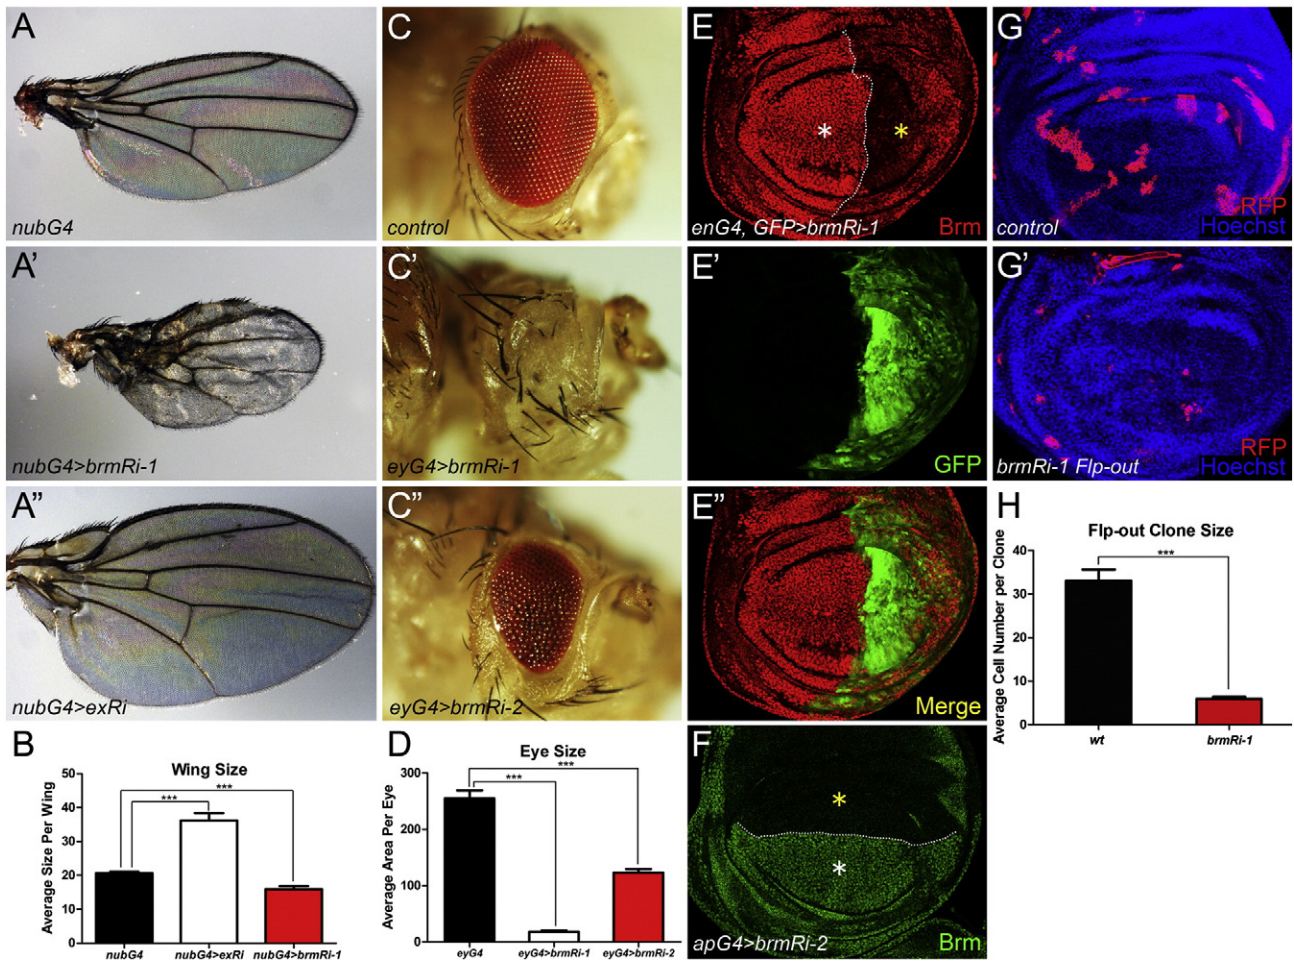 A
nubG4
A'
nubG4>brmRi-1
A"
nubG4>exRi
B
Wing Size
Average Size Per Wing
50
40
30
20
10
0
***
***
nubG4
nubG4>exRi
nubG4>brmRi-1
C
control
C'
eyG4>brmRi-1
C"
eyG4>brmRi-2
D
Eye Size
Average Area Per Eye
300
200
100
0
***
***
eyG4
eyG4>brmRi-1
eyG4>brmRi-2
E
*
*
enG4, GFP>brmRi-1
Brm
E'
GFP
E"
Merge
F
*
*
apG4>brmRi-2
Brm
G
control
RFP
Hoechst
G'
brmRi-1 Flp-out
RFP
Hoechst
H
Flp-out Clone Size
Average Cell Number per Clone
40
30
20
10
0
***
wt
brmRi-1